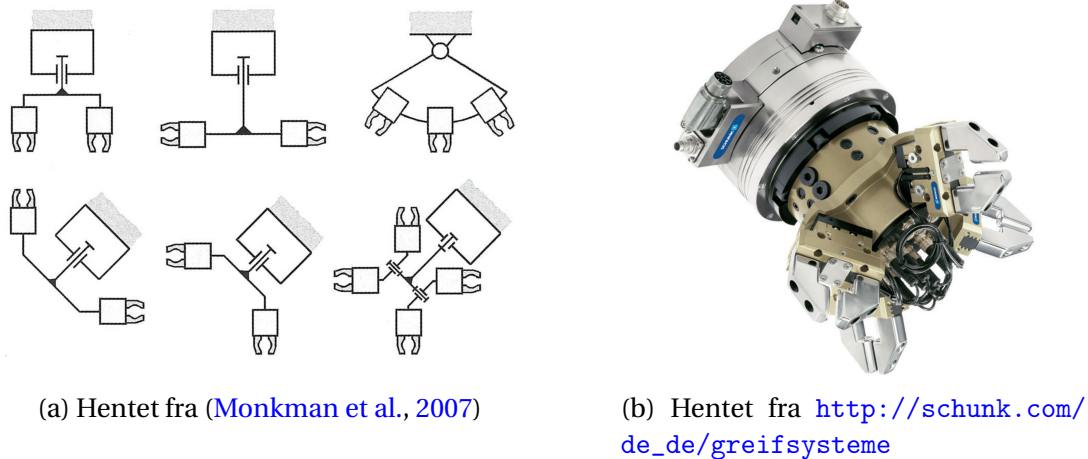 (a) Hentet fra (Monkman et al., 2007)
(b) Hentet fra http://schunk.com/
de_de/greifsysteme